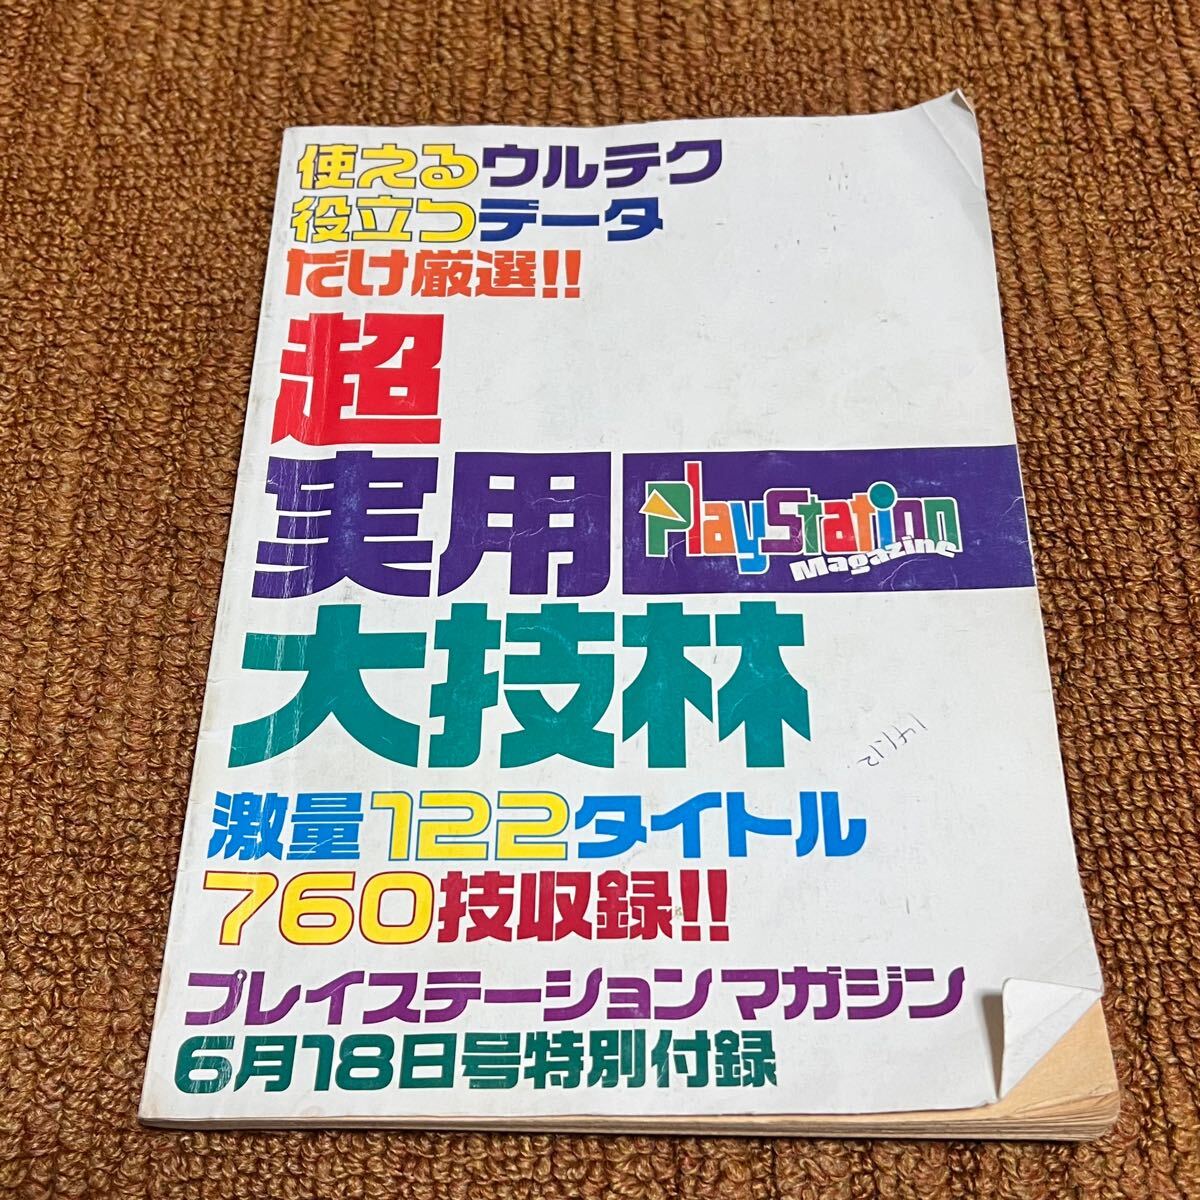 使えるウルテク
役立つデータ
だけ厳選!!
超
実用
PlayStation
Magazine
大技林
激量122タイトル
760技収録!!
プレイステーションマガジン
6月18日号特別付録